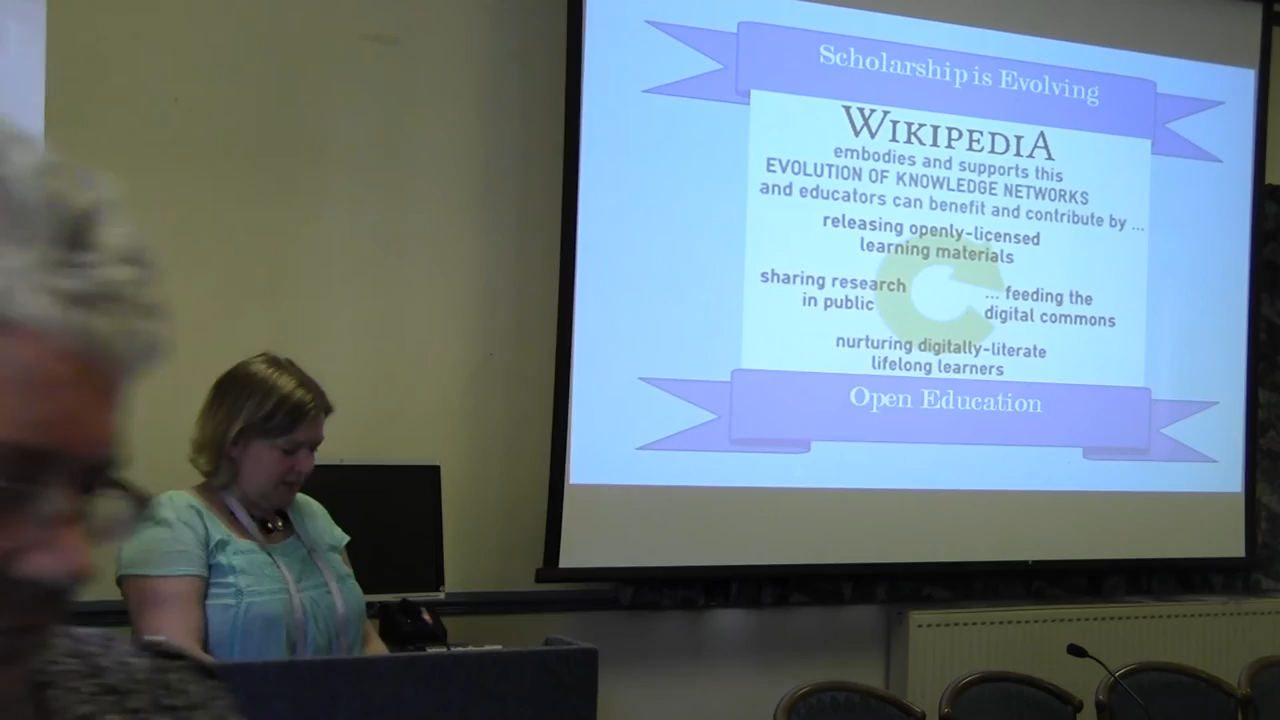 Scholarship is Evolving
WIKIPEDIA
embodies and supports this
EVOLUTION OF KNOWLEDGE NETWORKS
and educators can benefit and contribute by ...
releasing openly-licensed
learning materials
sharing research
in public
... feeding the
digital commons
nurturing digitally-literate
lifelong learners
Open Education